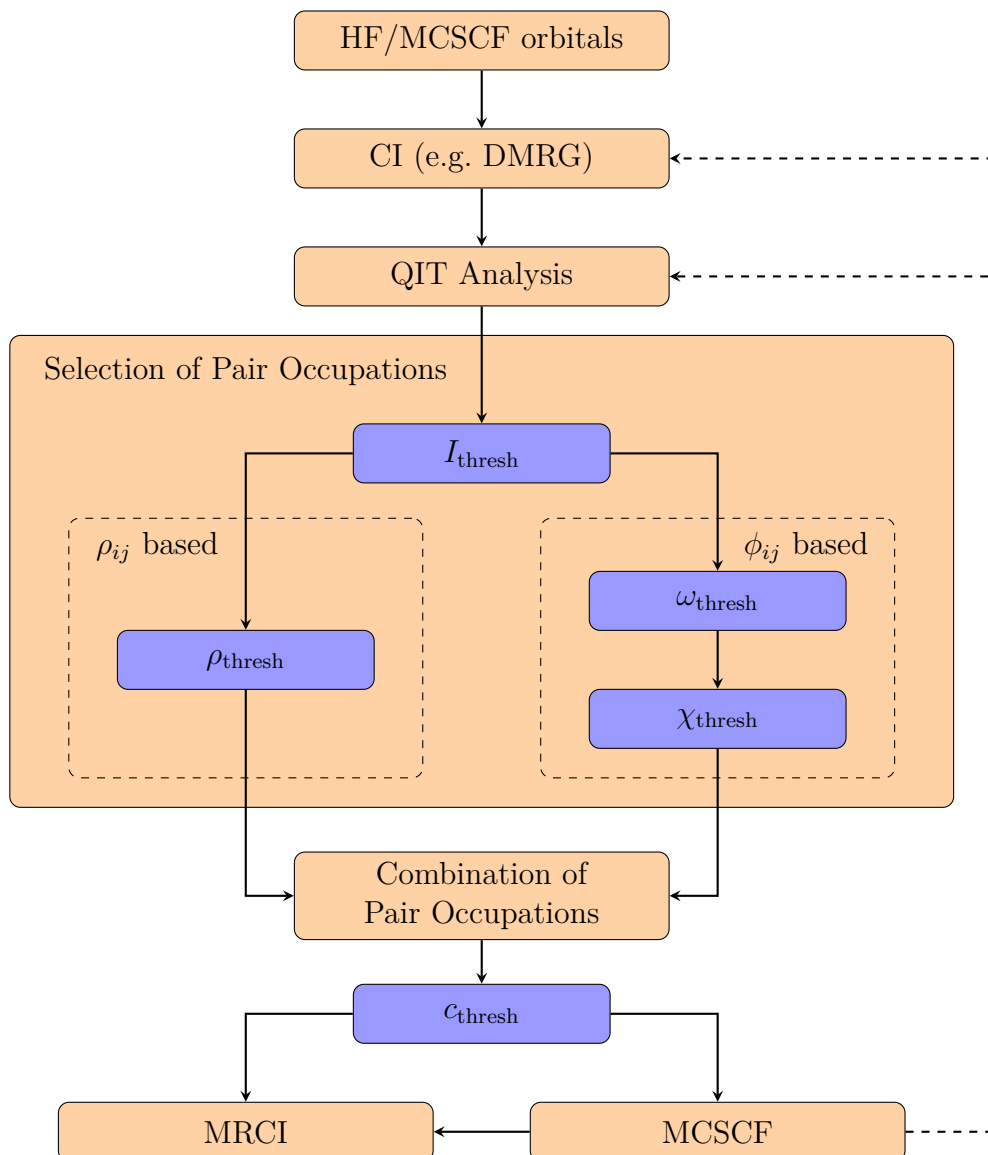 HF/MCSCF orbitals
CI (e.g. DMRG)
QIT Analysis
Selection of Pair Occupations
I_thresh
ρ_ij based
ϕ_ij based
ω_thresh
ρ_thresh
χ_thresh
Combination of
Pair Occupations
c_thresh
MRCI
MCSCF